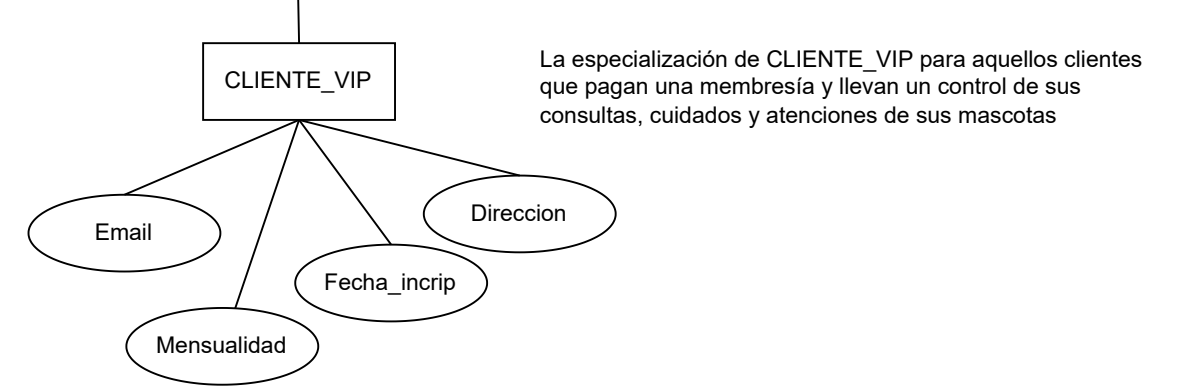 CLIENTE_VIP
La especialización de CLIENTE_VIP para aquellos clientes
que pagan una membresía y llevan un control de sus
consultas, cuidados y atenciones de sus mascotas
Direccion
Email
Fecha_incrip
Mensualidad